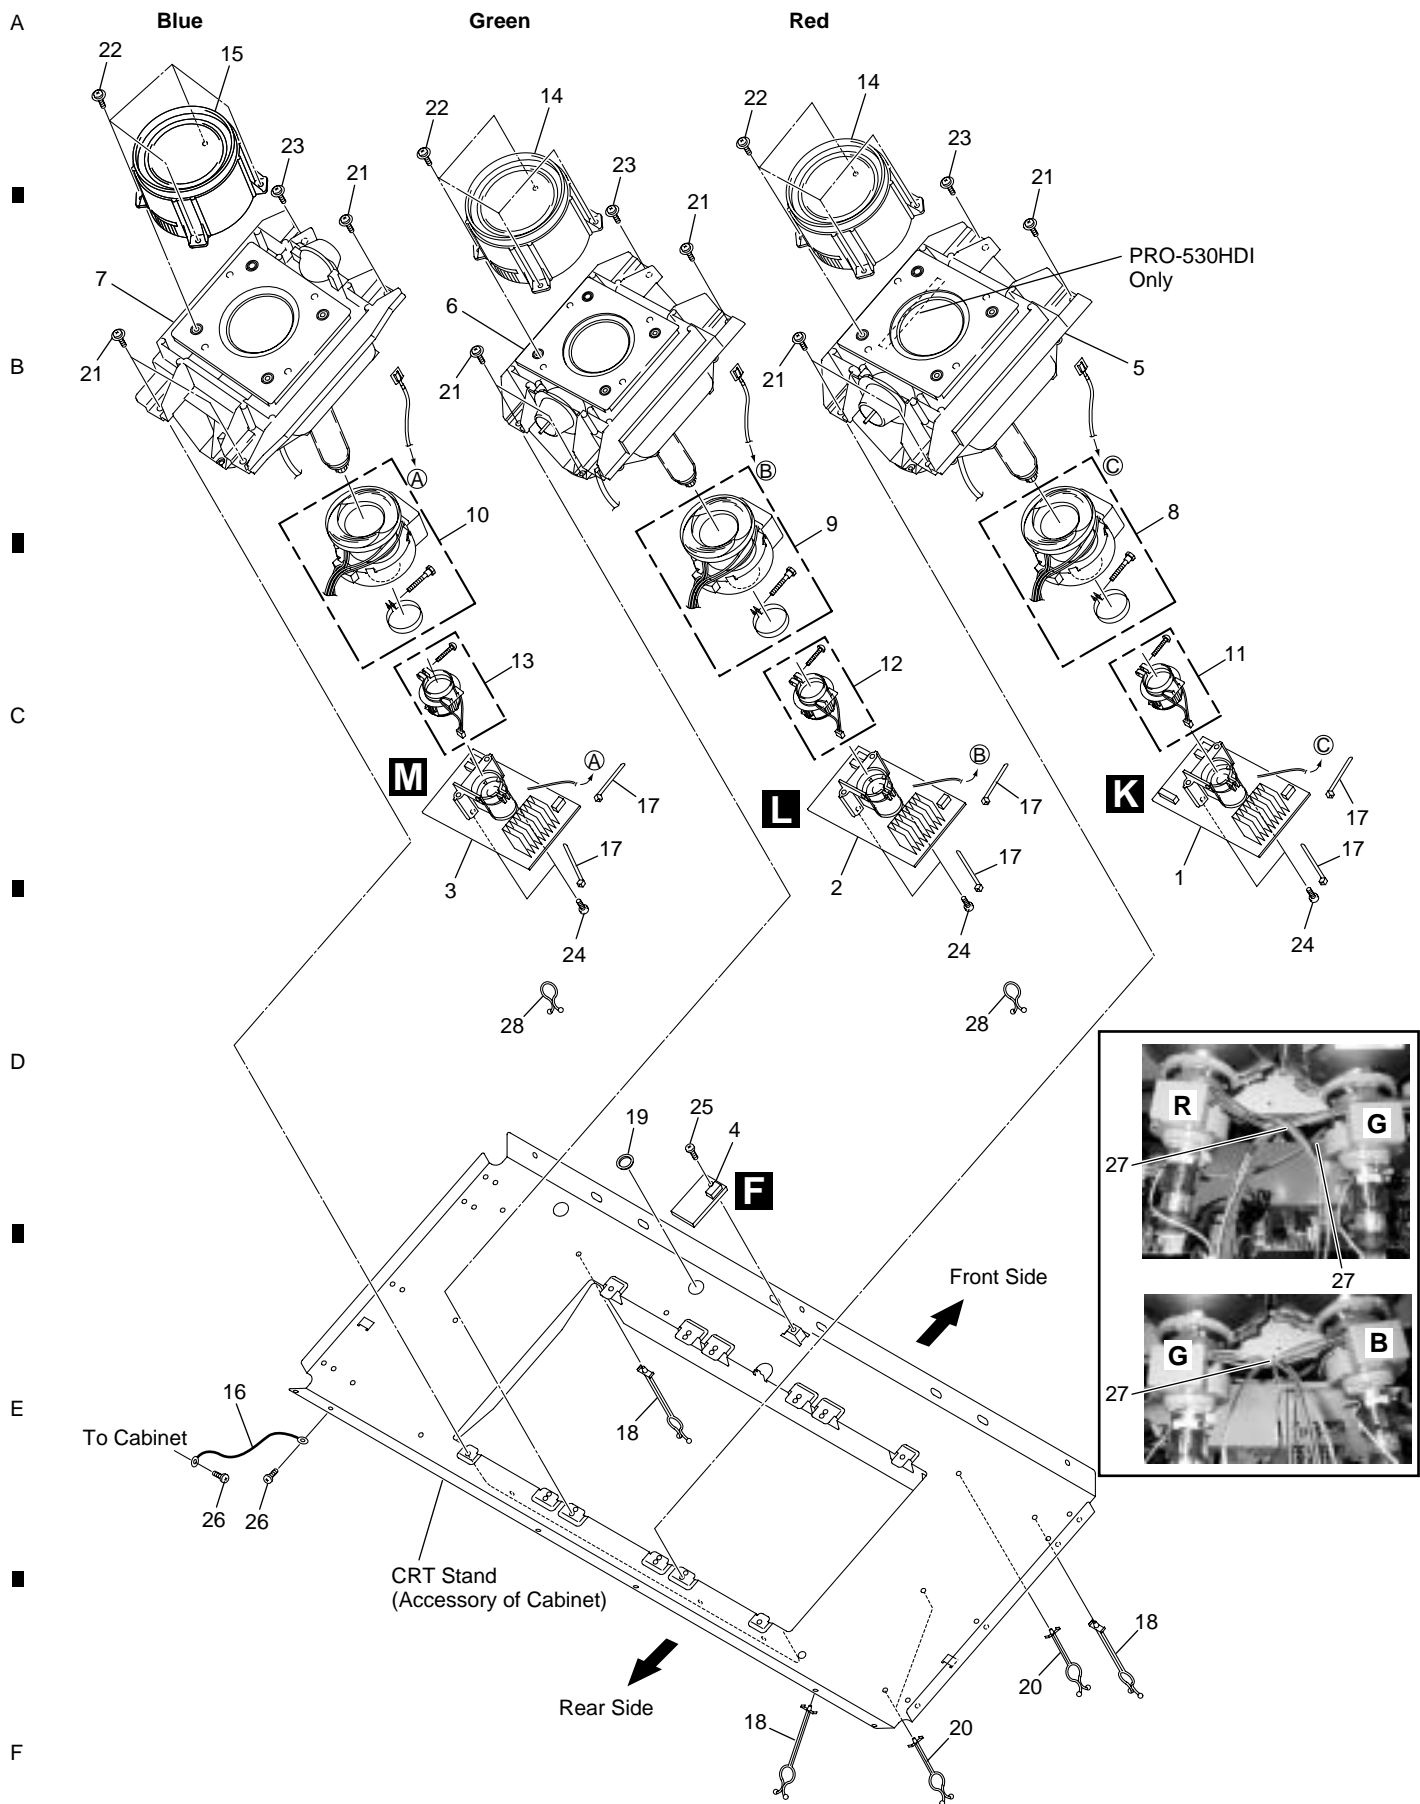 A
Blue
Green
Red
22
15
14
22
14
22
23
23
23
21
21
21
PRO-530HDI
Only
7
6
5
B
21
21
21
A
B
C
10
9
8
13
12
11
C
M
A
17
L
B
17
K
C
17
17
17
17
3
2
1
24
24
24
28
28
D
R
G
27
27
19
25
4
F
Front Side
G
B
27
E
16
To Cabinet
18
26
26
CRT Stand
(Accessory of Cabinet)
18
20
Rear Side
18
20
F